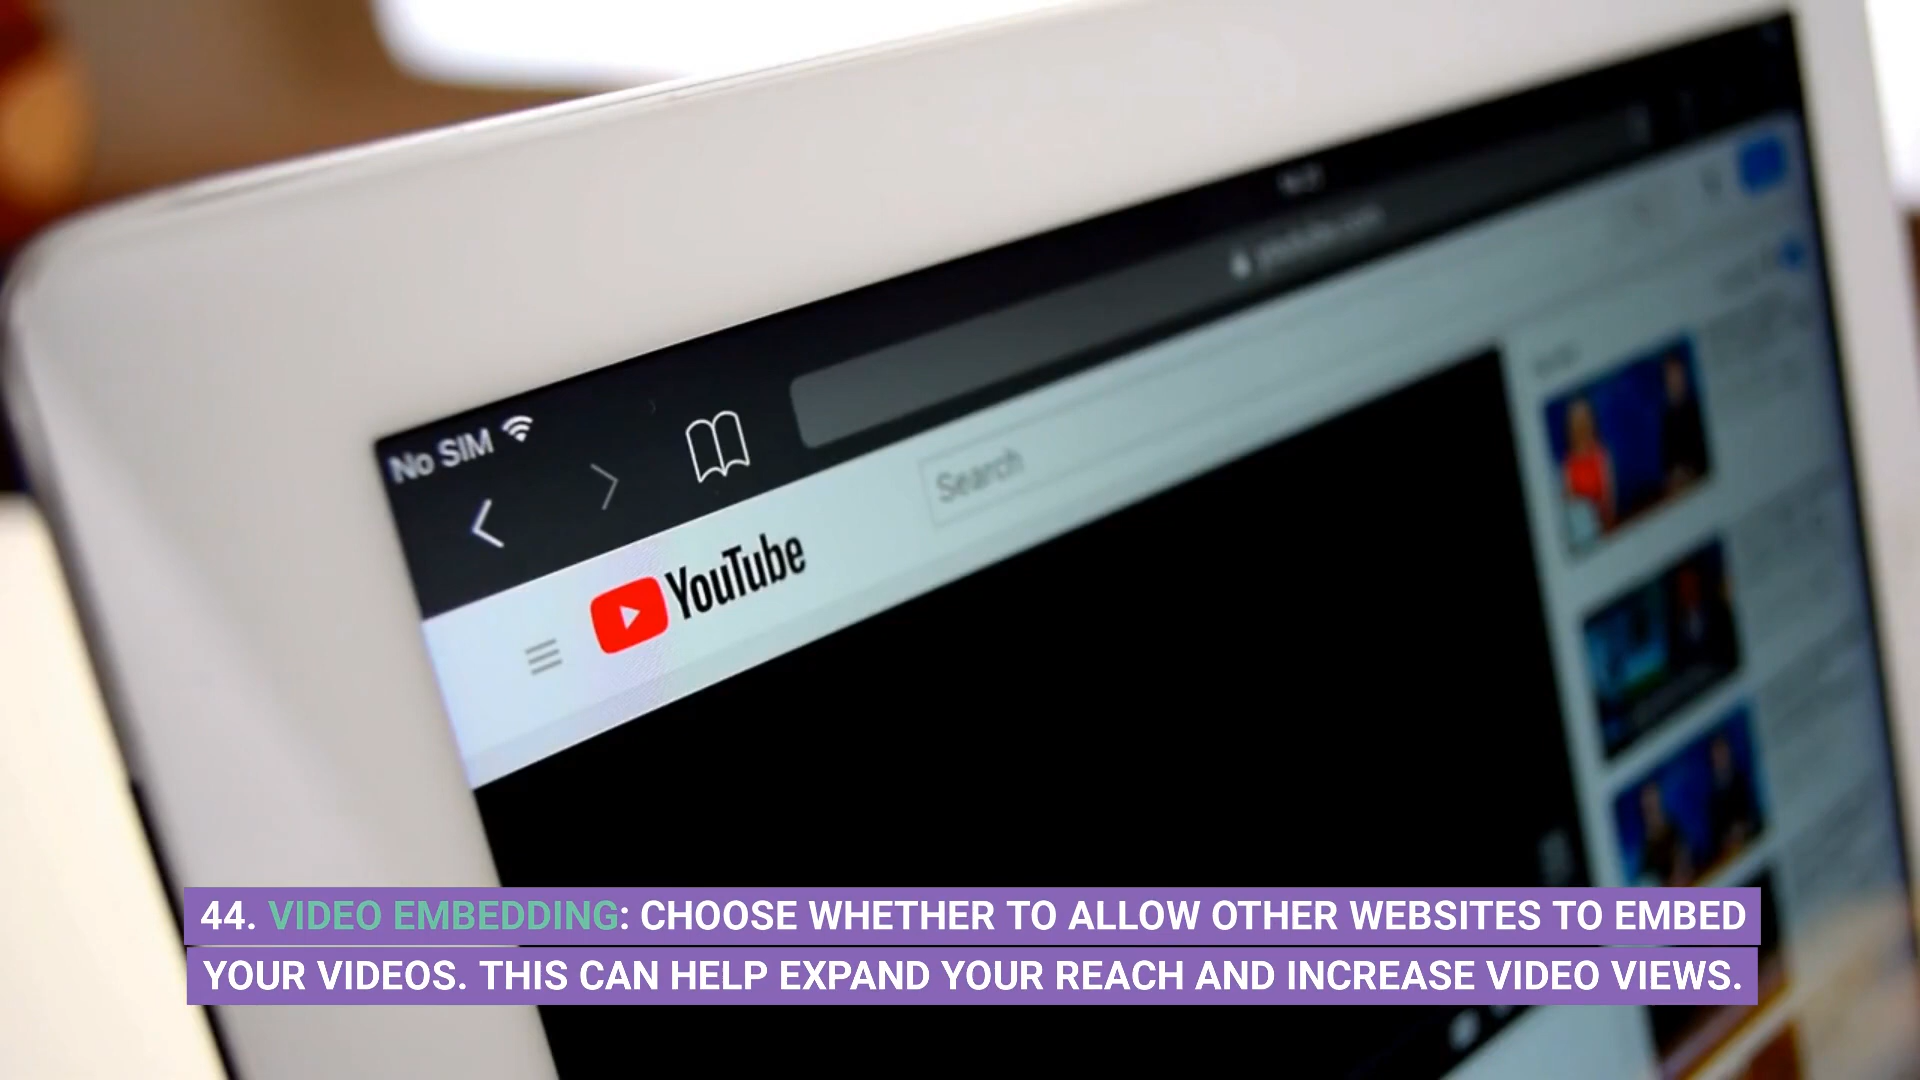 No SIM
Search
YouTube
44. VIDEO EMBEDDING: CHOOSE WHETHER TO ALLOW OTHER WEBSITES TO EMBED
YOUR VIDEOS. THIS CAN HELP EXPAND YOUR REACH AND INCREASE VIDEO VIEWS.